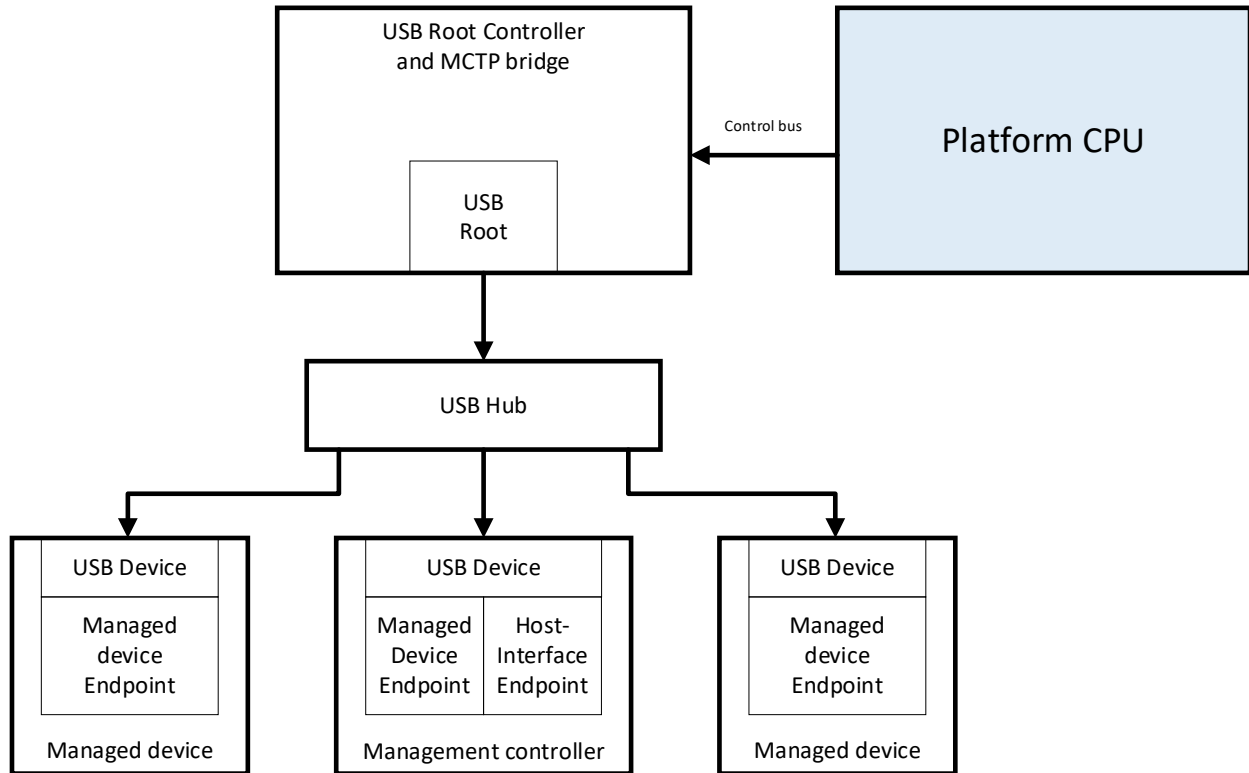 USB Root Controller
and MCTP bridge
Control bus
Platform CPU
USB
Root
USB Hub
USB Device
Managed
device
Endpoint
Managed device
USB Device
Managed
Device
Endpoint
Host-
Interface
Endpoint
Management controller
USB Device
Managed
device
Endpoint
Managed device